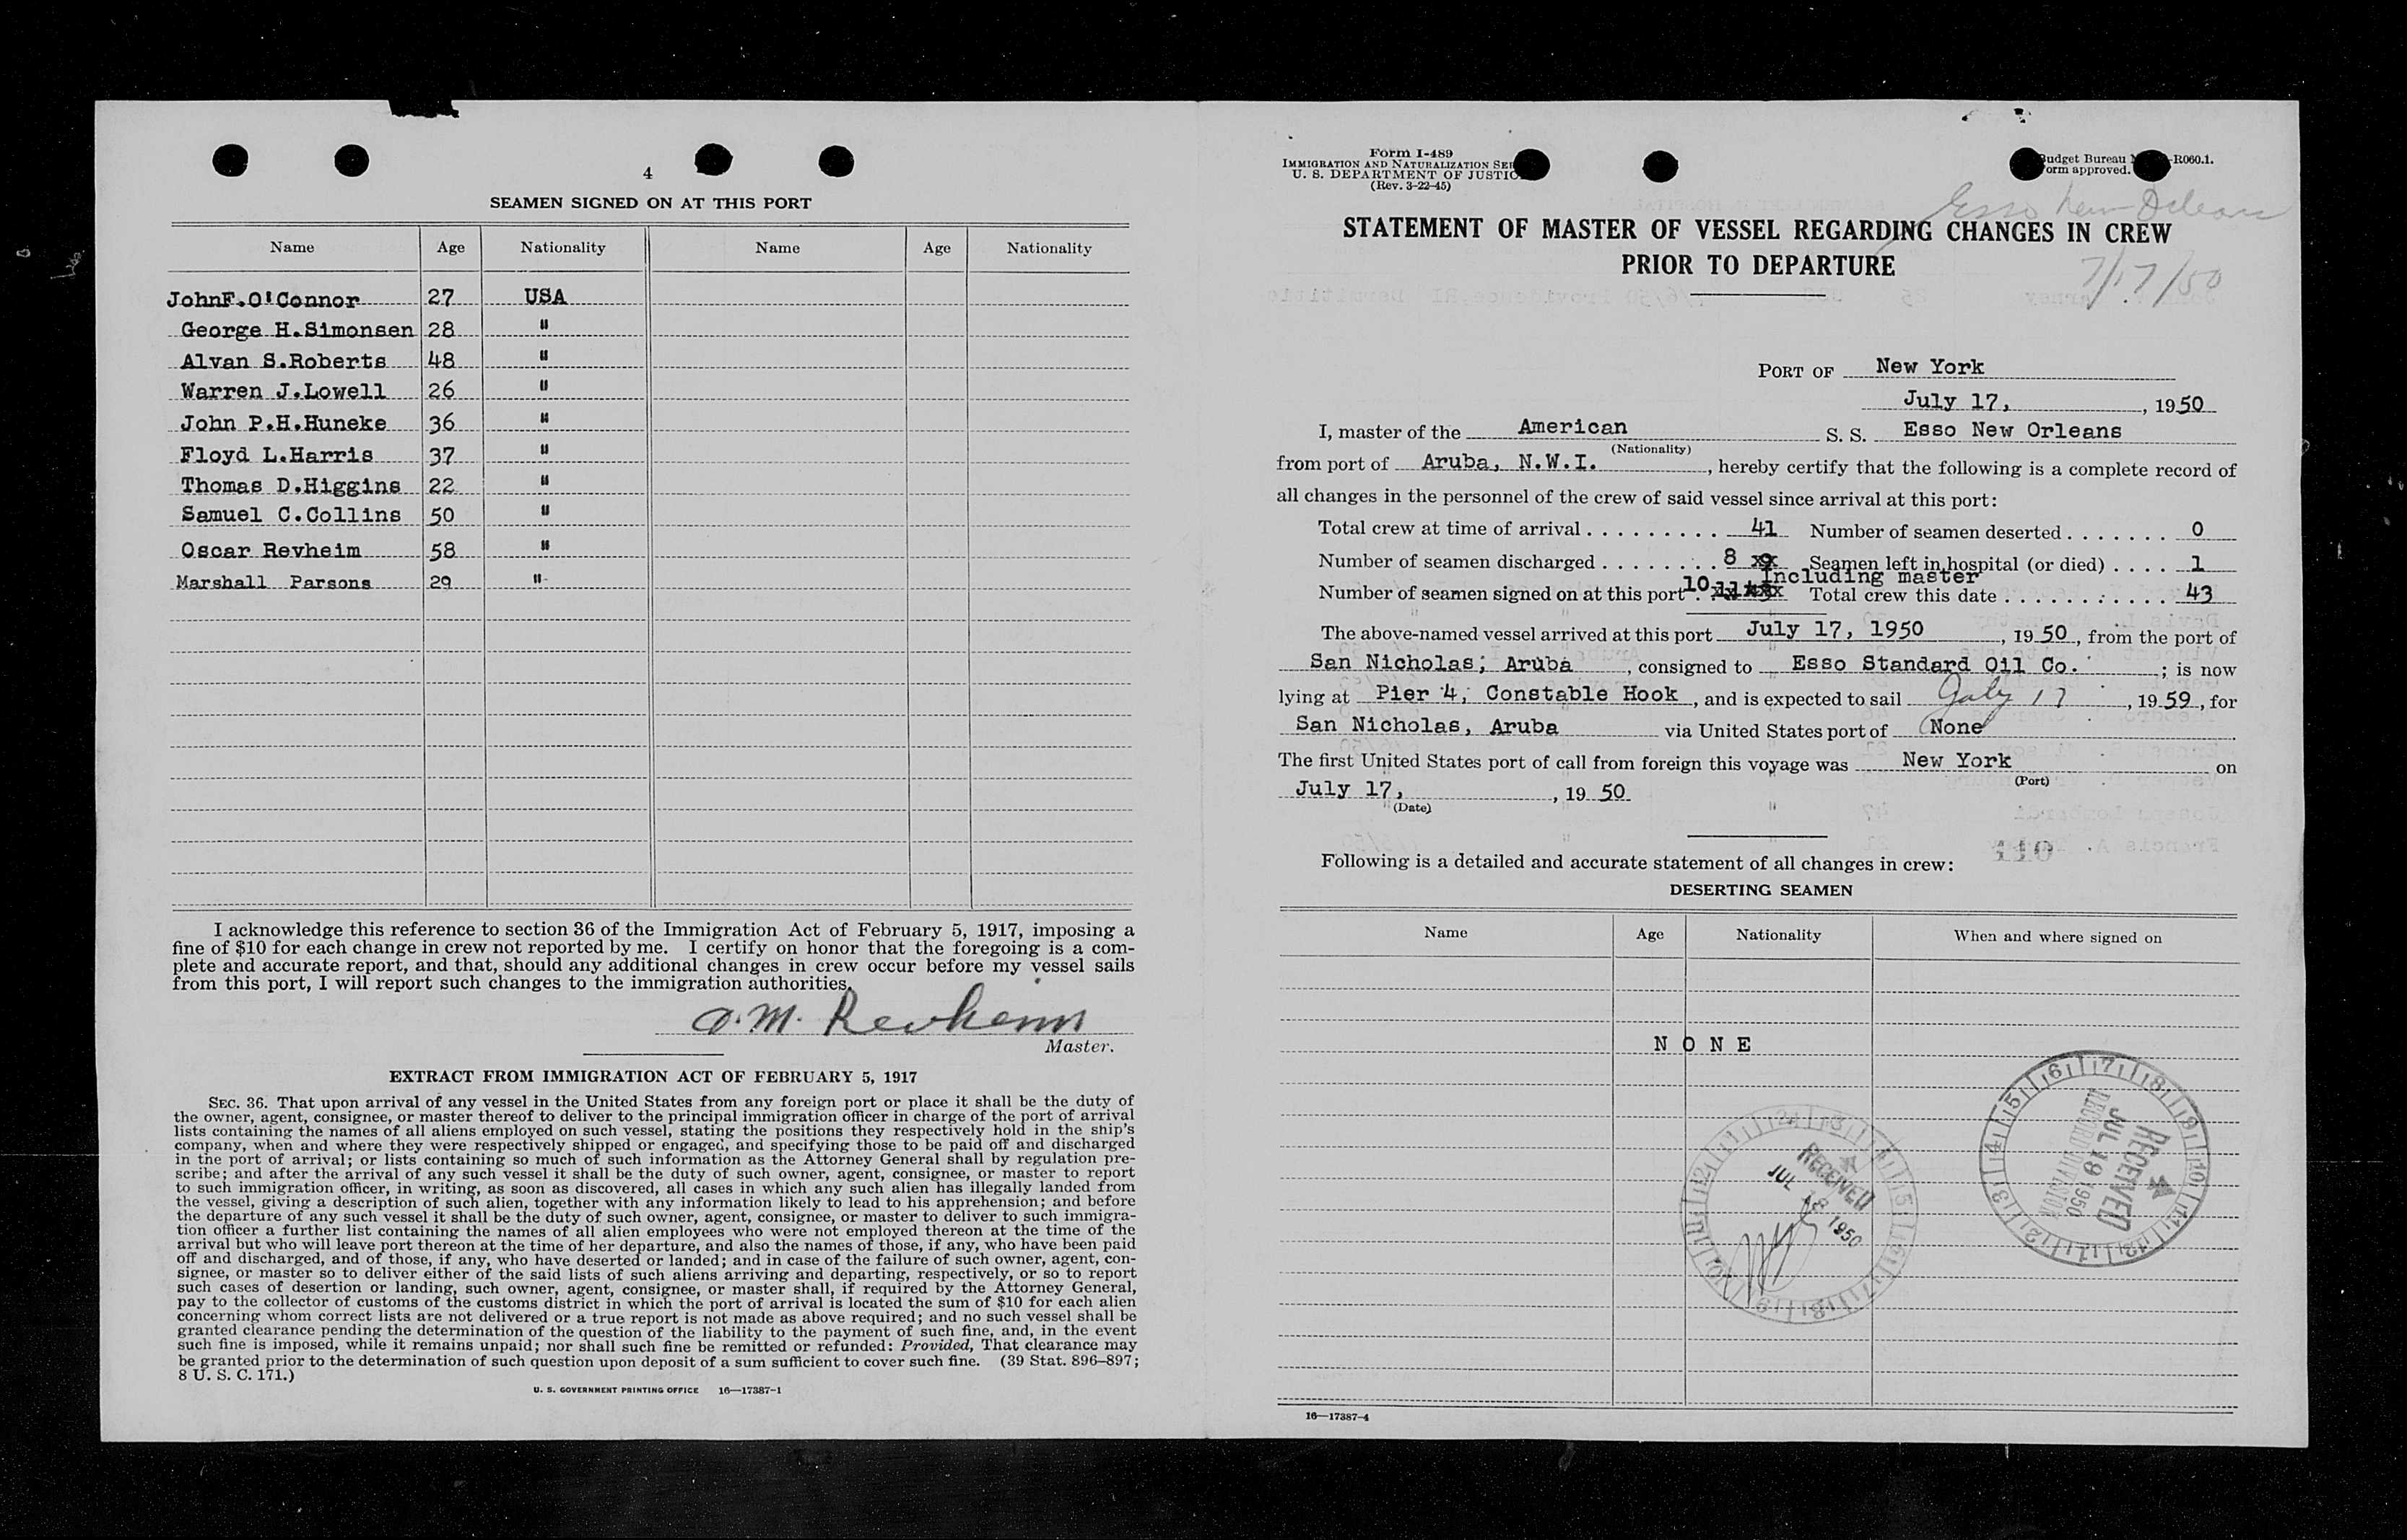 4
SEAMEN SIGNED ON AT THIS PORT
Name Age Nationality Name Age Nationality
JohnF.O'Connor 27 USA
George H.Simonsen 28 "
Alvan S.Roberts 48 "
Warren J.Lowell 26 "
John P.H.Huneke 36 "
Floyd L.Harris 37 "
Thomas D.Higgins 22 "
Samuel C.Collins 50 "
Oscar Revheim 58 "
Marshall Parsons 29 "
I acknowledge this reference to section 36 of the Immigration Act of February 5, 1917, imposing a
fine of $10 for each change in crew not reported by me. I certify on honor that the foregoing is a com-
plete and accurate report, and that, should any additional changes in crew occur before my vessel sails
from this port, I will report such changes to the immigration authorities.
O. M. Revheim
Master.
EXTRACT FROM IMMIGRATION ACT OF FEBRUARY 5, 1917
SEC. 36. That upon arrival of any vessel in the United States from any foreign port or place it shall be the duty of
the owner, agent, consignee, or master thereof to deliver to the principal immigration officer in charge of the port of arrival
lists containing the names of all aliens employed on such vessel, stating the positions they respectively hold in the ship's
company, when and where they were respectively shipped or engaged, and specifying those to be paid off and discharged
in the port of arrival; or lists containing so much of such information as the Attorney General shall by regulation pre-
scribe; and after the arrival of any such vessel it shall be the duty of such owner, agent, consignee, or master to report
to such immigration officer, in writing, as soon as discovered, all cases in which any such alien has illegally landed from
the vessel, giving a description of such alien, together with any information likely to lead to his apprehension; and before
the departure of any such vessel it shall be the duty of such owner, agent, consignee, or master to deliver to such immigra-
tion officer a further list containing the names of all alien employees who were not employed thereon at the time of the
arrival but who will leave port thereon at the time of her departure, and also the names of those, if any, who have been paid
off and discharged, and of those, if any, who have deserted or landed; and in case of the failure of such owner, agent, con-
signee, or master so to deliver either of the said lists of such aliens arriving and departing, respectively, or so to report
such cases of desertion or landing, such owner, agent, consignee, or master shall, if required by the Attorney General,
pay to the collector of customs of the customs district in which the port of arrival is located the sum of $10 for each alien
concerning whom correct lists are not delivered or a true report is not made as above required; and no such vessel shall be
granted clearance pending the determination of the question of the liability to the payment of such fine, and, in the event
such fine is imposed, while it remains unpaid; nor shall such fine be remitted or refunded: Provided, That clearance may
be granted prior to the determination of such question upon deposit of a sum sufficient to cover such fine. (39 Stat. 896–897;
8 U. S. C. 171.)
U. S. GOVERNMENT PRINTING OFFICE 16—17387-1
Form I-489
IMMIGRATION AND NATURALIZATION SER
U. S. DEPARTMENT OF JUSTIC
(Rev. 3-22-45)
Budget Bureau -R060.1.
orm approved.
Esso New Orleans
STATEMENT OF MASTER OF VESSEL REGARDING CHANGES IN CREW
PRIOR TO DEPARTURE
7/17/50
PORT OF New York
July 17, , 1950
I, master of the American S. S. Esso New Orleans
(Nationality)
from port of Aruba, N.W.I. , hereby certify that the following is a complete record of
all changes in the personnel of the crew of said vessel since arrival at this port:
Total crew at time of arrival . . . . . . . . . 41 Number of seamen deserted . . . . . . . 0
Number of seamen discharged . . . . . . . . 8 Seamen left in hospital (or died) . . . . 1
Including master
Number of seamen signed on at this port 10 Total crew this date . . . . . . . . . . . 43
The above-named vessel arrived at this port July 17, 1950 , 19 50 , from the port of
San Nicholas, Aruba , consigned to Esso Standard Oil Co. ; is now
lying at Pier 4, Constable Hook , and is expected to sail July 17 , 19 59 , for
San Nicholas, Aruba via United States port of None
The first United States port of call from foreign this voyage was New York on
(Port)
July 17, , 19 50
(Date)
440
Following is a detailed and accurate statement of all changes in crew:
DESERTING SEAMEN
Name Age Nationality When and where signed on
N O N E
RECEIVED
JUL 18 1950
RECEIVED
JUL 19 1950
RECORD DIVISION
16—17387-4